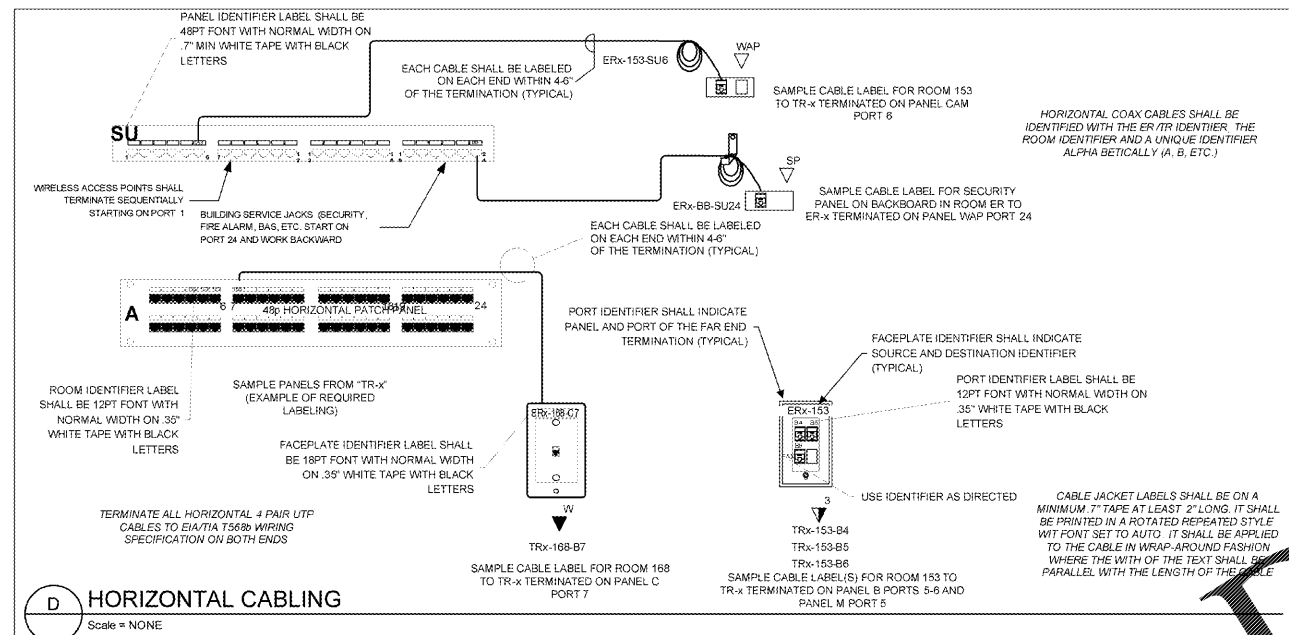 PANEL IDENTIFIER LABEL SHALL BE
48PT FONT WITH NORMAL WIDTH ON
.7" MIN WHITE TAPE WITH BLACK
LETTERS
EACH CABLE SHALL BE LABELED
ON EACH END WITHIN 4-6"
OF THE TERMINATION (TYPICAL)
ERx-153-SU6
WAP
SAMPLE CABLE LABEL FOR ROOM 153
TO TR-x TERMINATED ON PANEL CAM
PORT 6
HORIZONTAL COAX CABLES SHALL BE
IDENTIFIED WITH THE ER /TR IDENTIIER, THE
ROOM IDENTIFIER AND A UNIQUE IDENTIFIER
ALPHA BETICALLY (A, B, ETC.)
SU
WIRELESS ACCESS POINTS SHALL
TERMINATE SEQUENTIALLY
STARTING ON PORT 1
BUILDING SERVICE JACKS (SECURITY,
FIRE ALARM, BAS, ETC. START ON
PORT 24 AND WORK BACKWARD
SP
ERx-BB-SU24
SAMPLE CABLE LABEL FOR SECURITY
PANEL ON BACKBOARD IN ROOM ER TO
ER-x TERMINATED ON PANEL WAP PORT 24
EACH CABLE SHALL BE LABELED
ON EACH END WITHIN 4-6"
OF THE TERMINATION (TYPICAL)
A
6 7
24
48p HORIZONTAL PATCH PANEL
PORT IDENTIFIER SHALL INDICATE
PANEL AND PORT OF THE FAR END
TERMINATION (TYPICAL)
FACEPLATE IDENTIFIER SHALL INDICATE
SOURCE AND DESTINATION IDENTIFIER
(TYPICAL)
PORT IDENTIFIER LABEL SHALL BE
12PT FONT WITH NORMAL WIDTH ON
.35" WHITE TAPE WITH BLACK
LETTERS
ROOM IDENTIFIER LABEL
SHALL BE 12PT FONT WITH
NORMAL WIDTH ON .35"
WHITE TAPE WITH BLACK
LETTERS
SAMPLE PANELS FROM "TR-x"
(EXAMPLE OF REQUIRED
LABELING)
FACEPLATE IDENTIFIER LABEL SHALL
BE 18PT FONT WITH NORMAL WIDTH
ON .35" WHITE TAPE WITH BLACK
LETTERS
ERx-168-C7
ERx-153
B4 B5
USE IDENTIFIER AS DIRECTED
TERMINATE ALL HORIZONTAL 4 PAIR UTP
CABLES TO EIA/TIA T568b WIRING
SPECIFICATION ON BOTH ENDS
W
TRx-168-B7
SAMPLE CABLE LABEL FOR ROOM 168
TO TR-x TERMINATED ON PANEL C
PORT 7
3
TRx-153-B4
TRx-153-B5
TRx-153-B6
SAMPLE CABLE LABEL(S) FOR ROOM 153 TO
TR-x TERMINATED ON PANEL B PORTS 5-6 AND
PANEL M PORT 5
CABLE JACKET LABELS SHALL BE ON A
MINIMUM .7" TAPE AT LEAST 2" LONG. IT SHALL
BE PRINTED IN A ROTATED REPEATED STYLE
WIT FONT SET TO AUTO. IT SHALL BE APPLIED
TO THE CABLE IN WRAP-AROUND FASHION
WHERE THE WITH OF THE TEXT SHALL BE
PARALLEL WITH THE LENGTH OF THE CABLE
D
HORIZONTAL CABLING
Scale = NONE